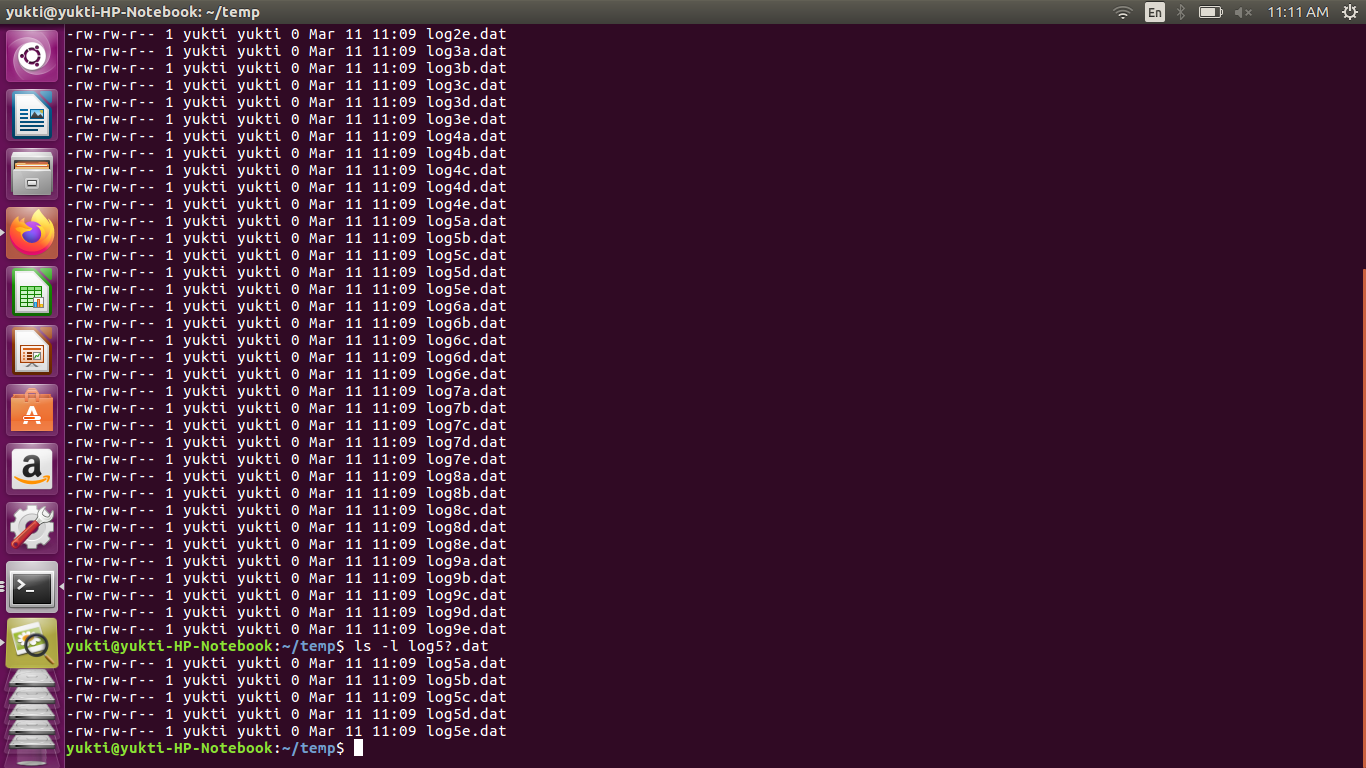 yukti@yukti-HP-Notebook: ~/temp
En
11:11 AM
-rw-rw-r-- 1 yukti yukti 0 Mar 11 11:09 log2e.dat
-rw-rw-r-- 1 yukti yukti 0 Mar 11 11:09 log3a.dat
-rw-rw-r-- 1 yukti yukti 0 Mar 11 11:09 log3b.dat
-rw-rw-r-- 1 yukti yukti 0 Mar 11 11:09 log3c.dat
-rw-rw-r-- 1 yukti yukti 0 Mar 11 11:09 log3d.dat
-rw-rw-r-- 1 yukti yukti 0 Mar 11 11:09 log3e.dat
-rw-rw-r-- 1 yukti yukti 0 Mar 11 11:09 log4a.dat
-rw-rw-r-- 1 yukti yukti 0 Mar 11 11:09 log4b.dat
-rw-rw-r-- 1 yukti yukti 0 Mar 11 11:09 log4c.dat
-rw-rw-r-- 1 yukti yukti 0 Mar 11 11:09 log4d.dat
-rw-rw-r-- 1 yukti yukti 0 Mar 11 11:09 log4e.dat
-rw-rw-r-- 1 yukti yukti 0 Mar 11 11:09 log5a.dat
-rw-rw-r-- 1 yukti yukti 0 Mar 11 11:09 log5b.dat
-rw-rw-r-- 1 yukti yukti 0 Mar 11 11:09 log5c.dat
-rw-rw-r-- 1 yukti yukti 0 Mar 11 11:09 log5d.dat
-rw-rw-r-- 1 yukti yukti 0 Mar 11 11:09 log5e.dat
-rw-rw-r-- 1 yukti yukti 0 Mar 11 11:09 log6a.dat
-rw-rw-r-- 1 yukti yukti 0 Mar 11 11:09 log6b.dat
-rw-rw-r-- 1 yukti yukti 0 Mar 11 11:09 log6c.dat
-rw-rw-r-- 1 yukti yukti 0 Mar 11 11:09 log6d.dat
-rw-rw-r-- 1 yukti yukti 0 Mar 11 11:09 log6e.dat
-rw-rw-r-- 1 yukti yukti 0 Mar 11 11:09 log7a.dat
-rw-rw-r-- 1 yukti yukti 0 Mar 11 11:09 log7b.dat
-rw-rw-r-- 1 yukti yukti 0 Mar 11 11:09 log7c.dat
-rw-rw-r-- 1 yukti yukti 0 Mar 11 11:09 log7d.dat
-rw-rw-r-- 1 yukti yukti 0 Mar 11 11:09 log7e.dat
-rw-rw-r-- 1 yukti yukti 0 Mar 11 11:09 log8a.dat
-rw-rw-r-- 1 yukti yukti 0 Mar 11 11:09 log8b.dat
-rw-rw-r-- 1 yukti yukti 0 Mar 11 11:09 log8c.dat
-rw-rw-r-- 1 yukti yukti 0 Mar 11 11:09 log8d.dat
-rw-rw-r-- 1 yukti yukti 0 Mar 11 11:09 log8e.dat
-rw-rw-r-- 1 yukti yukti 0 Mar 11 11:09 log9a.dat
-rw-rw-r-- 1 yukti yukti 0 Mar 11 11:09 log9b.dat
-rw-rw-r-- 1 yukti yukti 0 Mar 11 11:09 log9c.dat
-rw-rw-r-- 1 yukti yukti 0 Mar 11 11:09 log9d.dat
-rw-rw-r-- 1 yukti yukti 0 Mar 11 11:09 log9e.dat
yukti@yukti-HP-Notebook:~/temp$ ls -l log5?.dat
-rw-rw-r-- 1 yukti yukti 0 Mar 11 11:09 log5a.dat
-rw-rw-r-- 1 yukti yukti 0 Mar 11 11:09 log5b.dat
-rw-rw-r-- 1 yukti yukti 0 Mar 11 11:09 log5c.dat
-rw-rw-r-- 1 yukti yukti 0 Mar 11 11:09 log5d.dat
-rw-rw-r-- 1 yukti yukti 0 Mar 11 11:09 log5e.dat
yukti@yukti-HP-Notebook:~/temp$